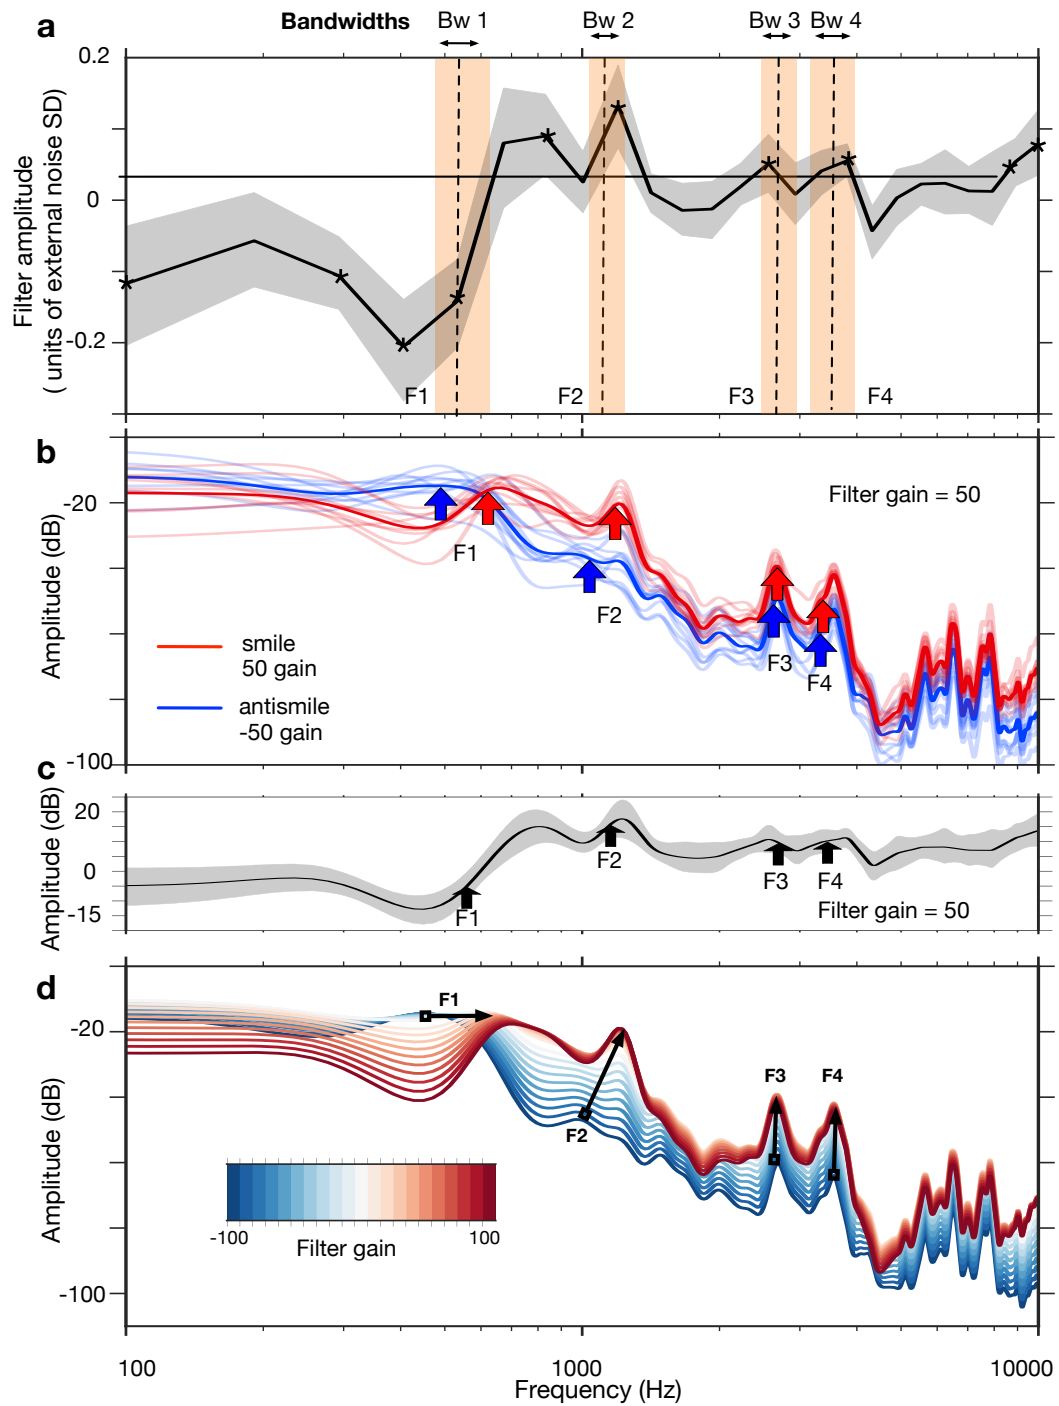 a
Bandwidths
Bw 1
Bw 2
Bw 3
Bw 4
Filter amplitude
( units of external noise SD)
0.2
0
-0.2
F1
F2
F3
F4
b
Amplitude (dB)
-20
-100
Filter gain = 50
F1
F2
F3
F4
smile
50 gain
antismile
-50 gain
c
Amplitude (dB)
20
0
-15
F1
F2
F3
F4
Filter gain = 50
d
Amplitude (dB)
-20
-100
F1
F2
F3
F4
-100
Filter gain
100
100
1000
10000
Frequency (Hz)